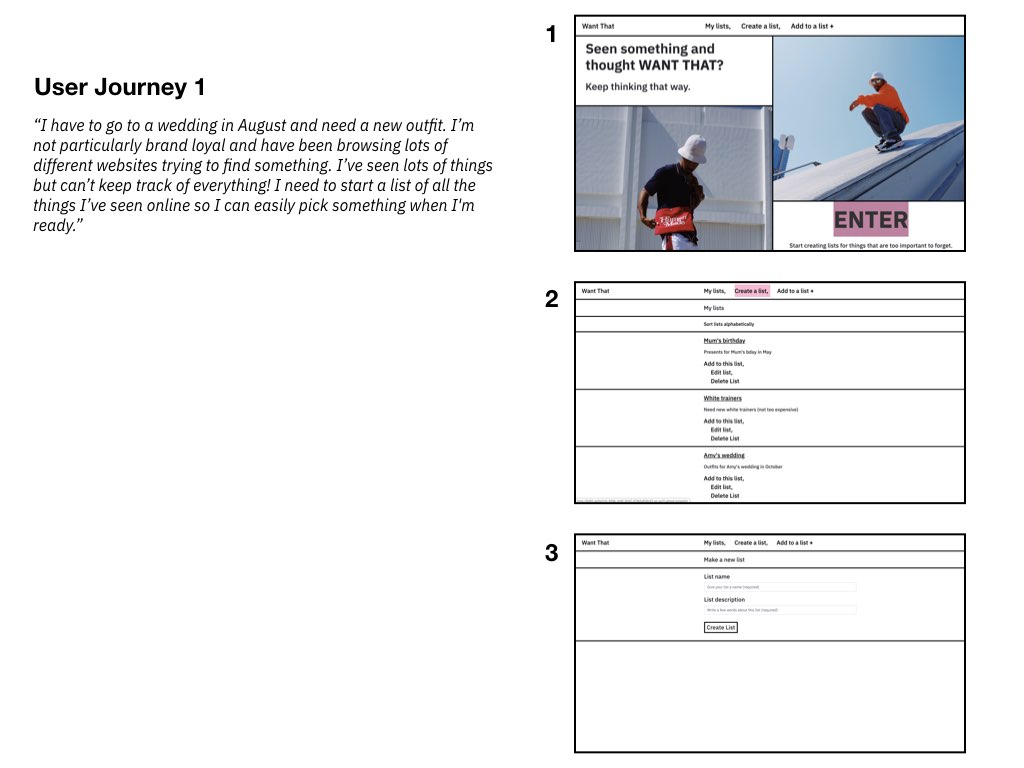 User Journey 1
“I have to go to a wedding in August and need a new outfit. I’m
not particularly brand loyal and have been browsing lots of
different websites trying to find something. I’ve seen lots of things
but can’t keep track of everything! I need to start a list of all the
things I’ve seen online so I can easily pick something when I'm
ready.”
1
Want That
My lists, Create a list, Add to a list +
Seen something and
thought WANT THAT?
Keep thinking that way.
Human
Made
ENTER
Start creating lists for things that are too important to forget.
2
Want That
My lists, Create a list, Add to a list +
My lists
Sort lists alphabetically
Mum's birthday
Presents for Mum's bday in May
Add to this list,
Edit list,
Delete List
White trainers
Need new white trainers (not too expensive)
Add to this list,
Edit list,
Delete List
Amy's wedding
Outfits for Amy's wedding in October
Add to this list,
Edit list,
Delete List
3
Want That
My lists, Create a list, Add to a list +
Make a new list
List name
Give your list a name (required)
List description
Write a few words about this list (required)
Create List